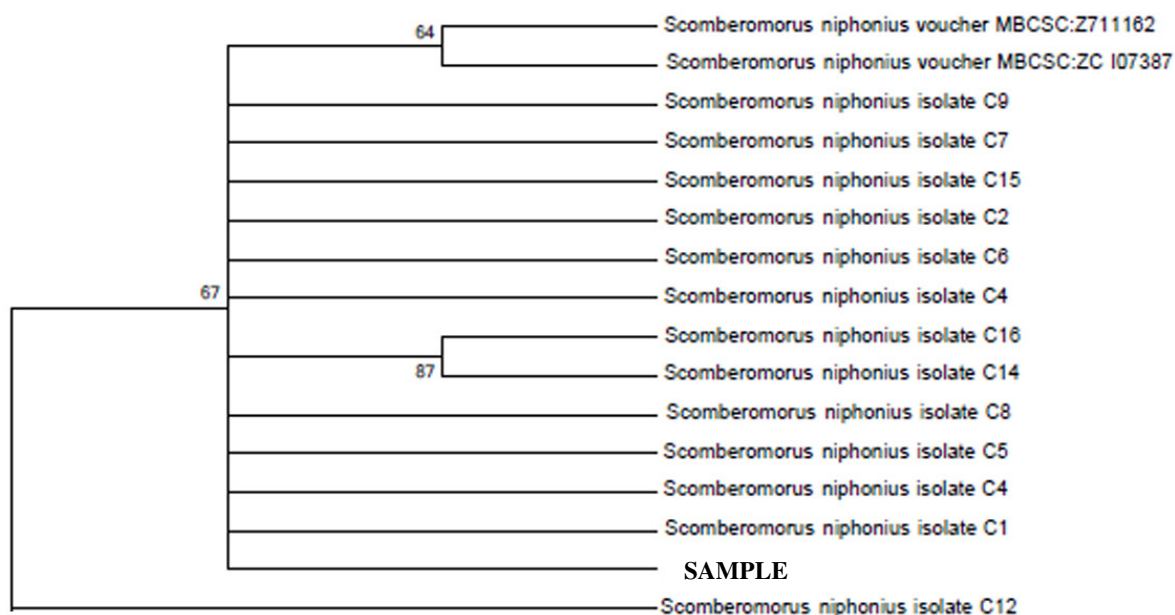 Scomberomorus niphonius voucher MBCSC:Z711162
64
Scomberomorus niphonius voucher MBCSC:ZC I07387
Scomberomorus niphonius isolate C9
Scomberomorus niphonius isolate C7
Scomberomorus niphonius isolate C15
Scomberomorus niphonius isolate C2
Scomberomorus niphonius isolate C6
67
Scomberomorus niphonius isolate C4
Scomberomorus niphonius isolate C16
87
Scomberomorus niphonius isolate C14
Scomberomorus niphonius isolate C8
Scomberomorus niphonius isolate C5
Scomberomorus niphonius isolate C4
Scomberomorus niphonius isolate C1
SAMPLE
Scomberomorus niphonius isolate C12